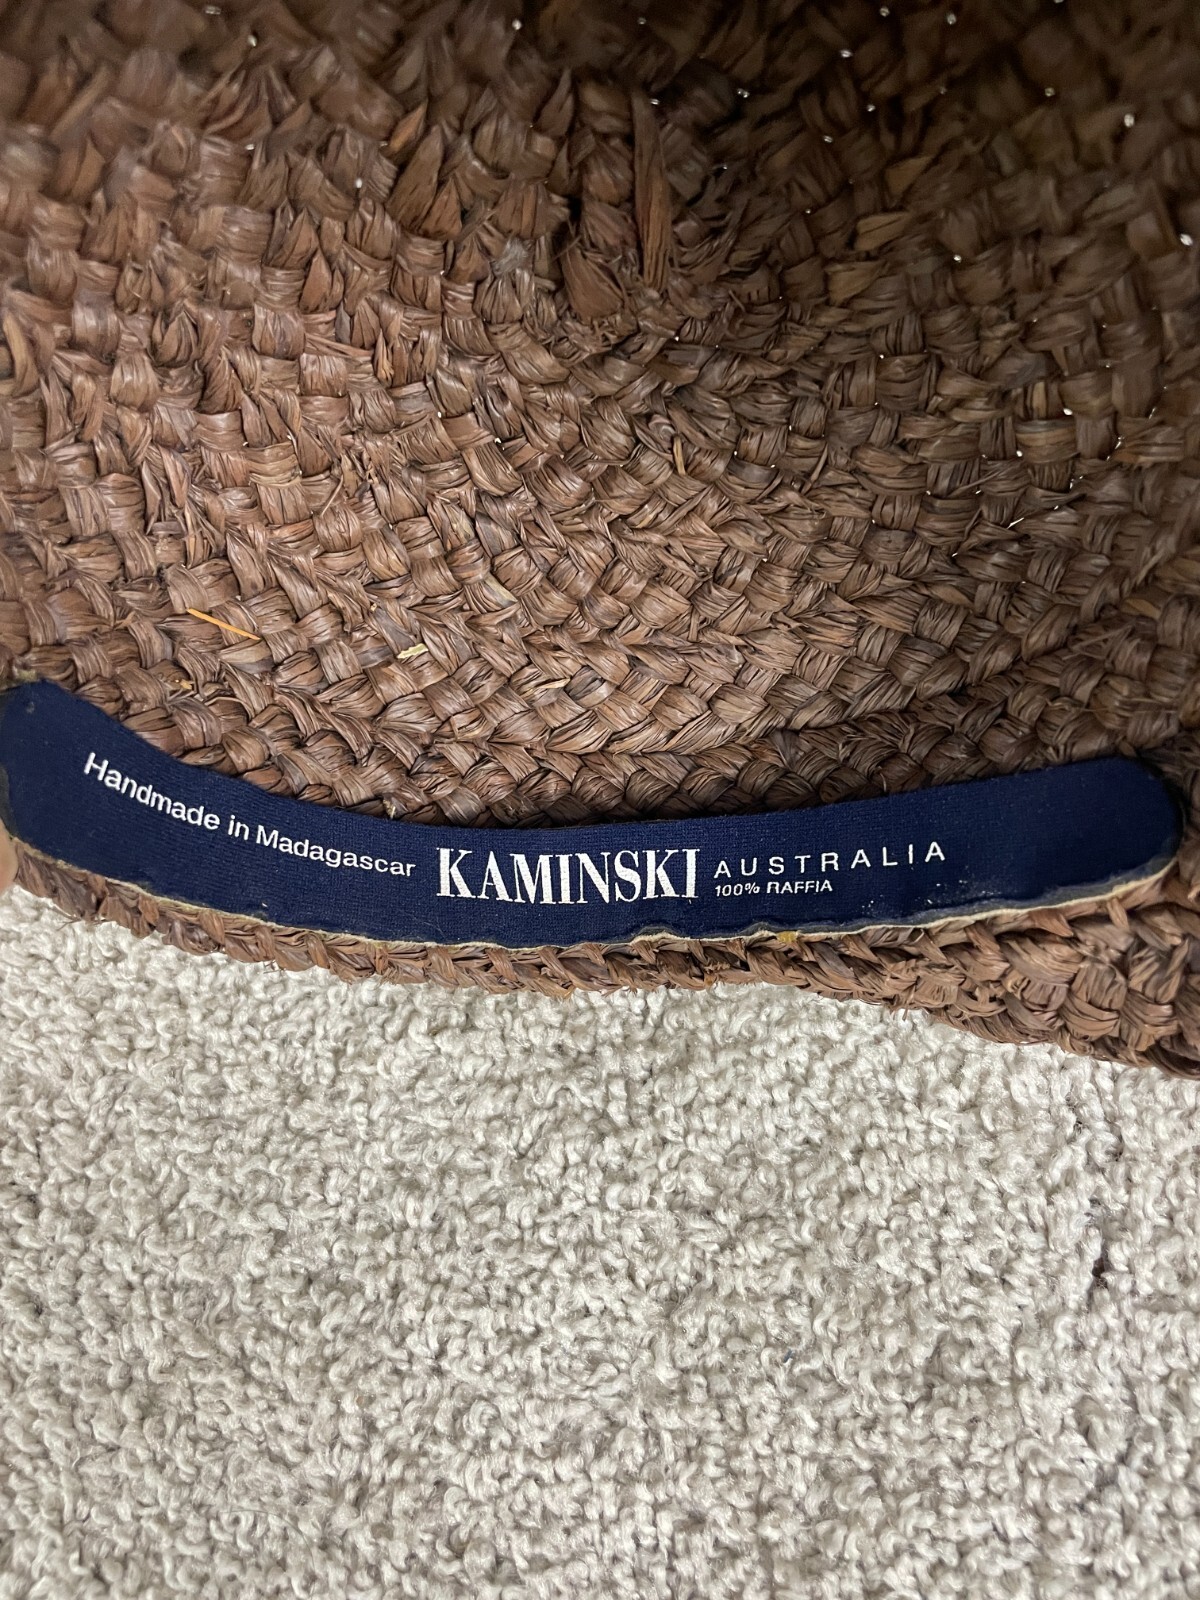 Handmade in Madagascar KAMINSKI AUSTRALIA
100% RAFFIA